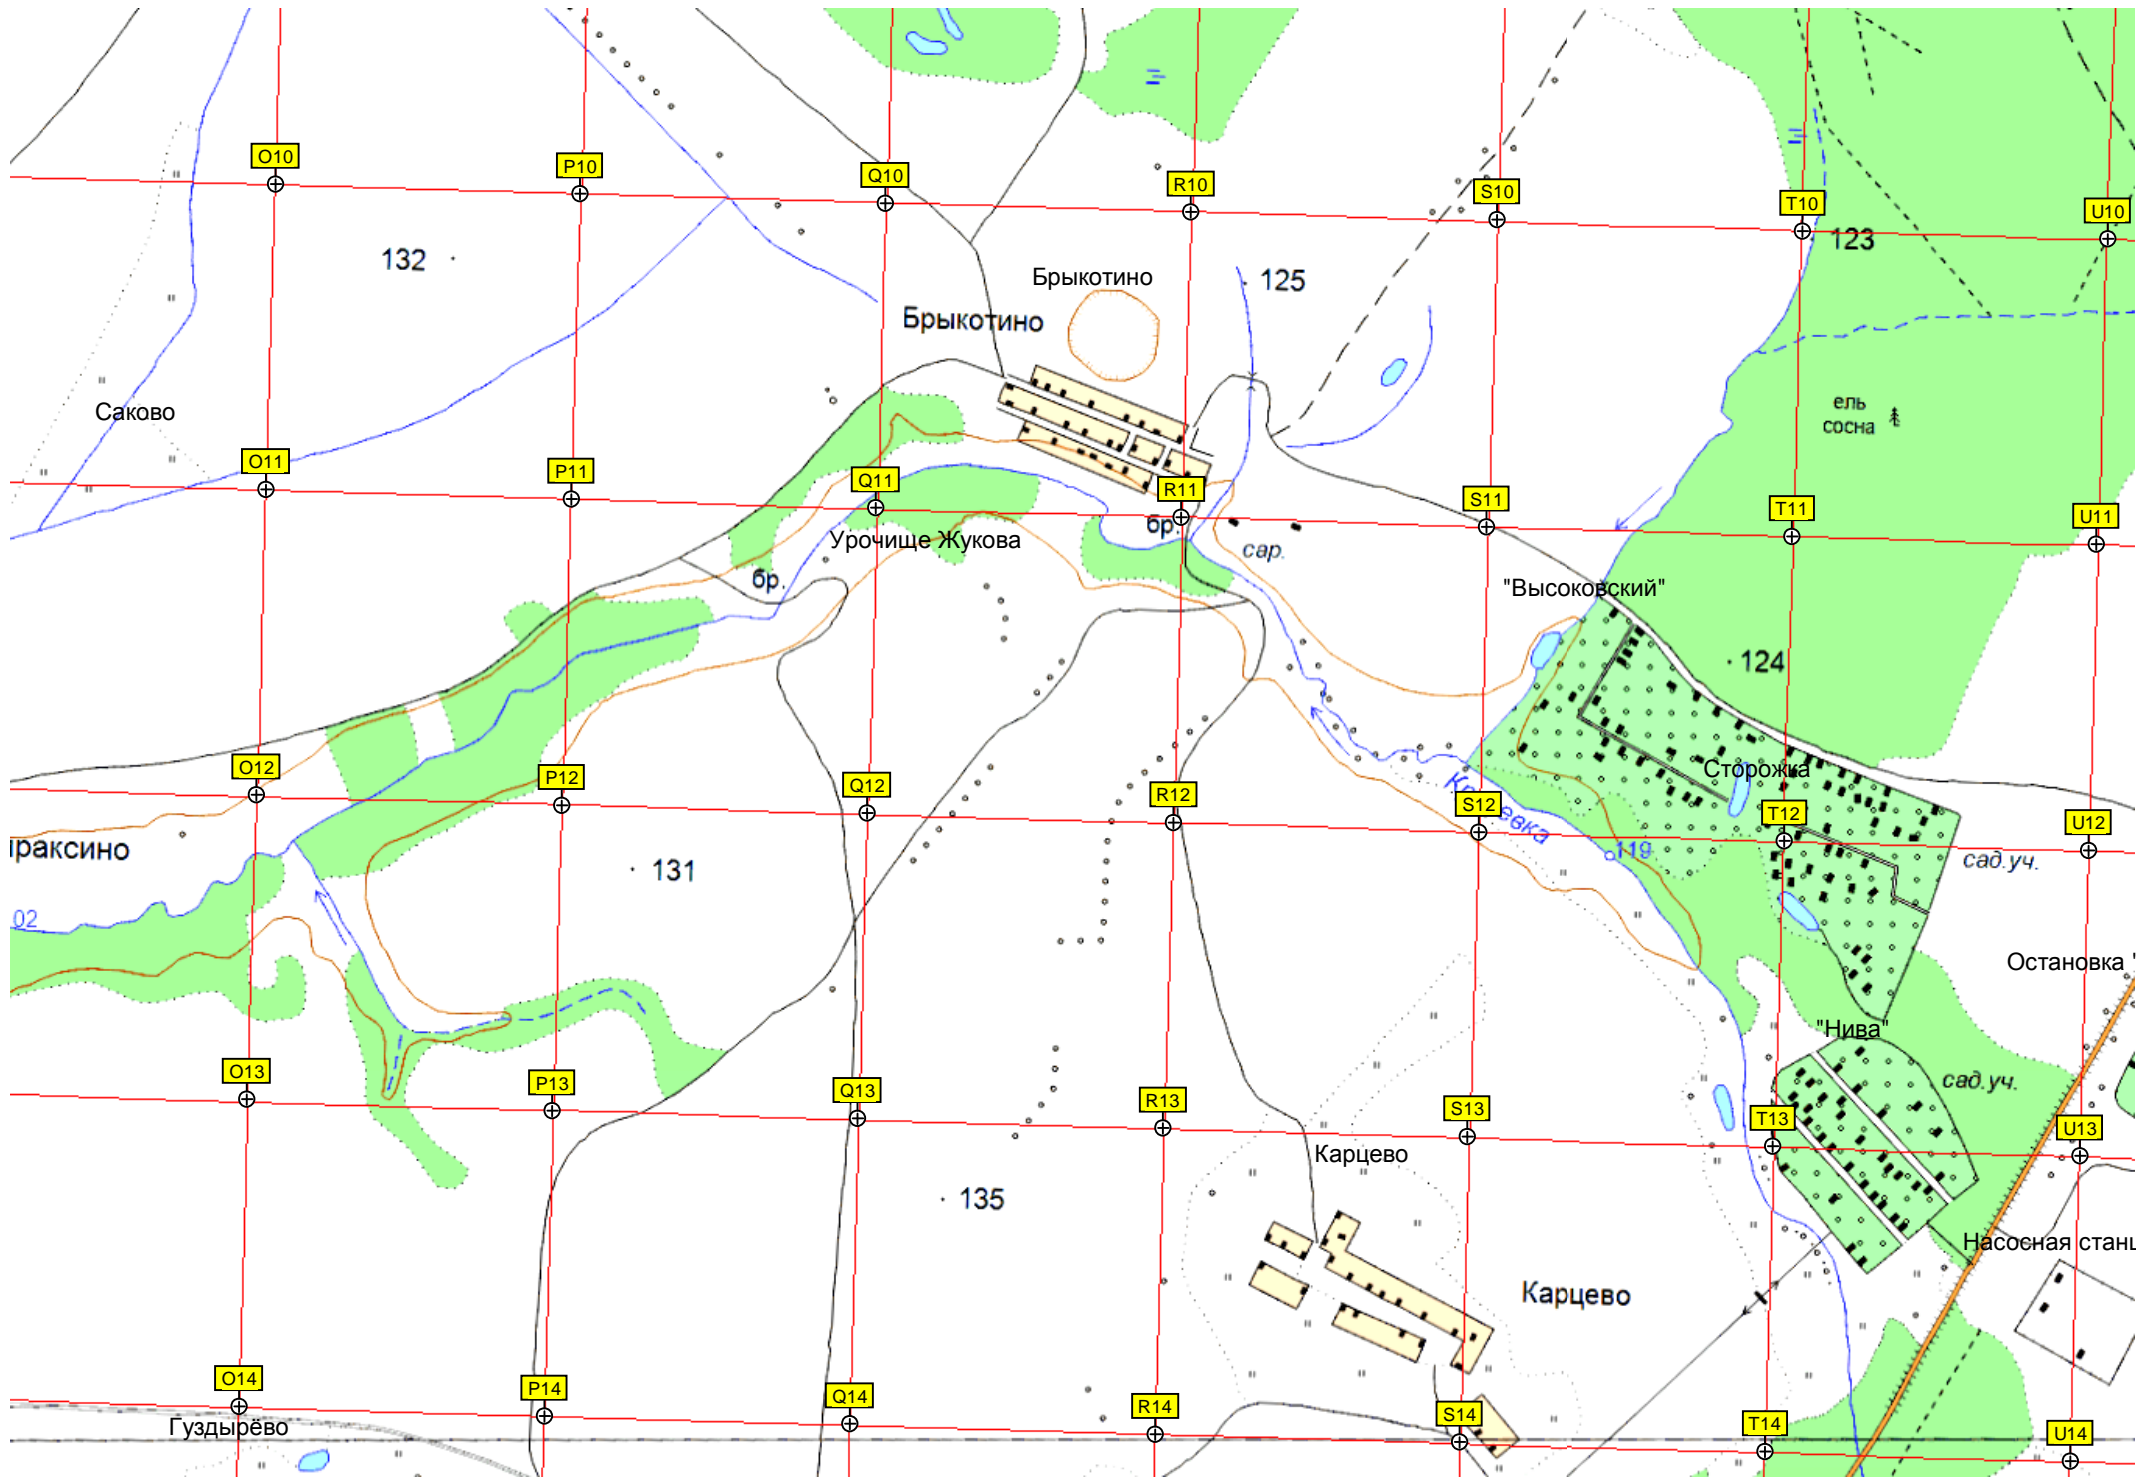 O10
P10
Q10
R10
S10
T10
U10
132
123
Брыкотино
125
Брыкотино
ель
сосна
Саково
O11
P11
Q11
R11
S11
T11
U11
бр.
Урочище Жукова
сар.
бр.
"Высоковский"
124
O12
P12
Q12
R12
S12
Сторожка
T12
U12
119
праксино
131
сад.уч.
02
Остановка "
"Нива"
сад.уч.
O13
P13
Q13
R13
S13
T13
U13
Карцево
135
Насосная станц
Карцево
O14
P14
Q14
R14
S14
T14
U14
Гуздырёво